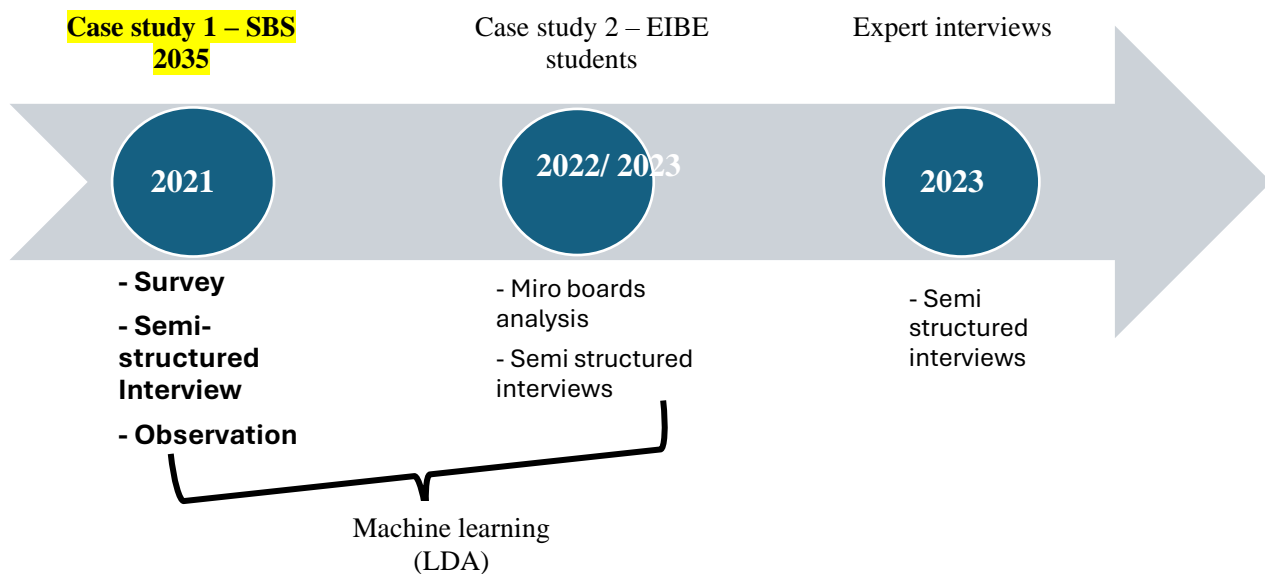 Case study 1 – SBS
2035
Case study 2 – EIBE
students
Expert interviews
2021
2022/ 2023
2023
- Survey
- Semi-
structured
Interview
- Observation
- Miro boards
analysis
- Semi structured
interviews
- Semi
structured
interviews
Machine learning
(LDA)